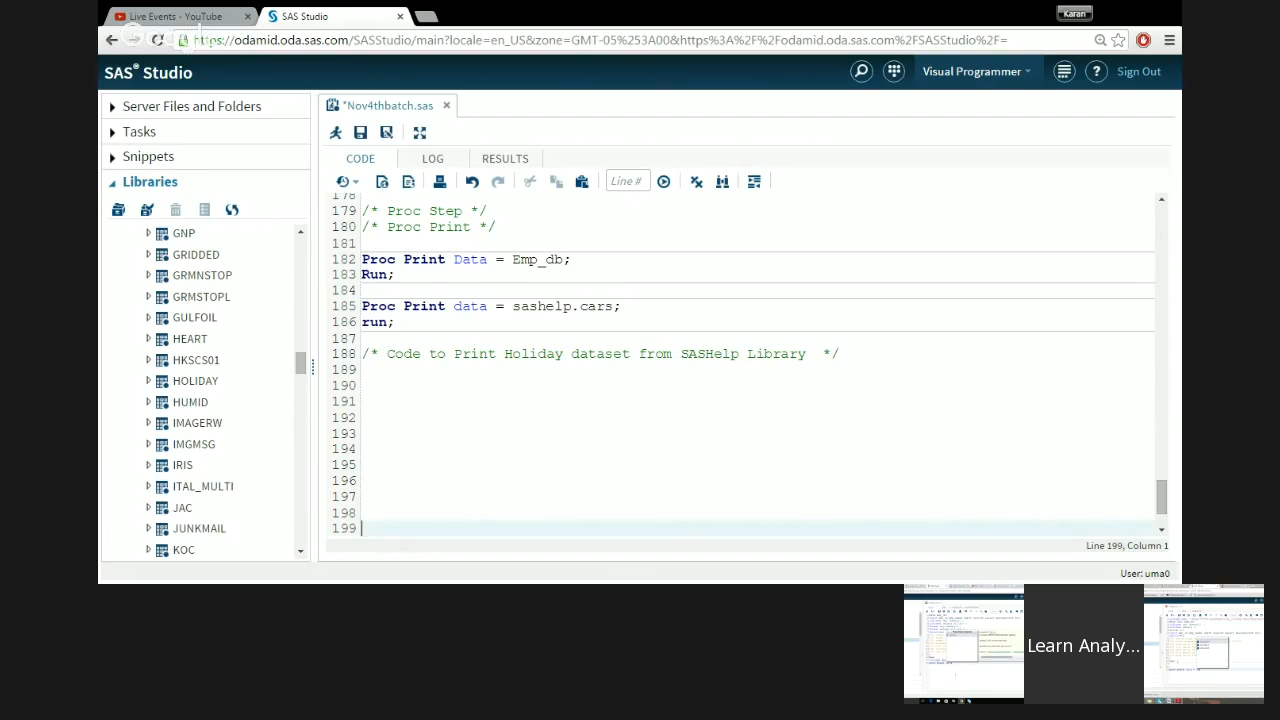 Live Events - YouTube
SAS Studio
Karan
https://odamid.oda.sas.com/SASStudio/main?locale=en_US&zone=GMT-05%253A00&https%3A%2F%2Fodamid.oda.sas.com%2FSASStudio%2F=
SAS® Studio
Visual Programmer
Sign Out
Server Files and Folders
Tasks
Snippets
Libraries
GNP
GRIDDED
GRMNSTOP
GRMSTOPL
GULFOIL
HEART
HKSCS01
HOLIDAY
HUMID
IMAGERW
IMGMSG
IRIS
ITAL_MULTI
JAC
JUNKMAIL
KOC
*Nov4thbatch.sas
CODE LOG RESULTS
Line #
178
179 /* Proc Step */
180 /* Proc Print */
181
182 Proc Print Data = Emp_db;
183 Run;
184
185 Proc Print data = sashelp.cars;
186 run;
187
188 /* Code to Print Holiday dataset from SASHelp Library  */
189
190
191
192
193
194
195
196
197
198
199
Line 199, Column 1
User: uma0
Learn Analy...